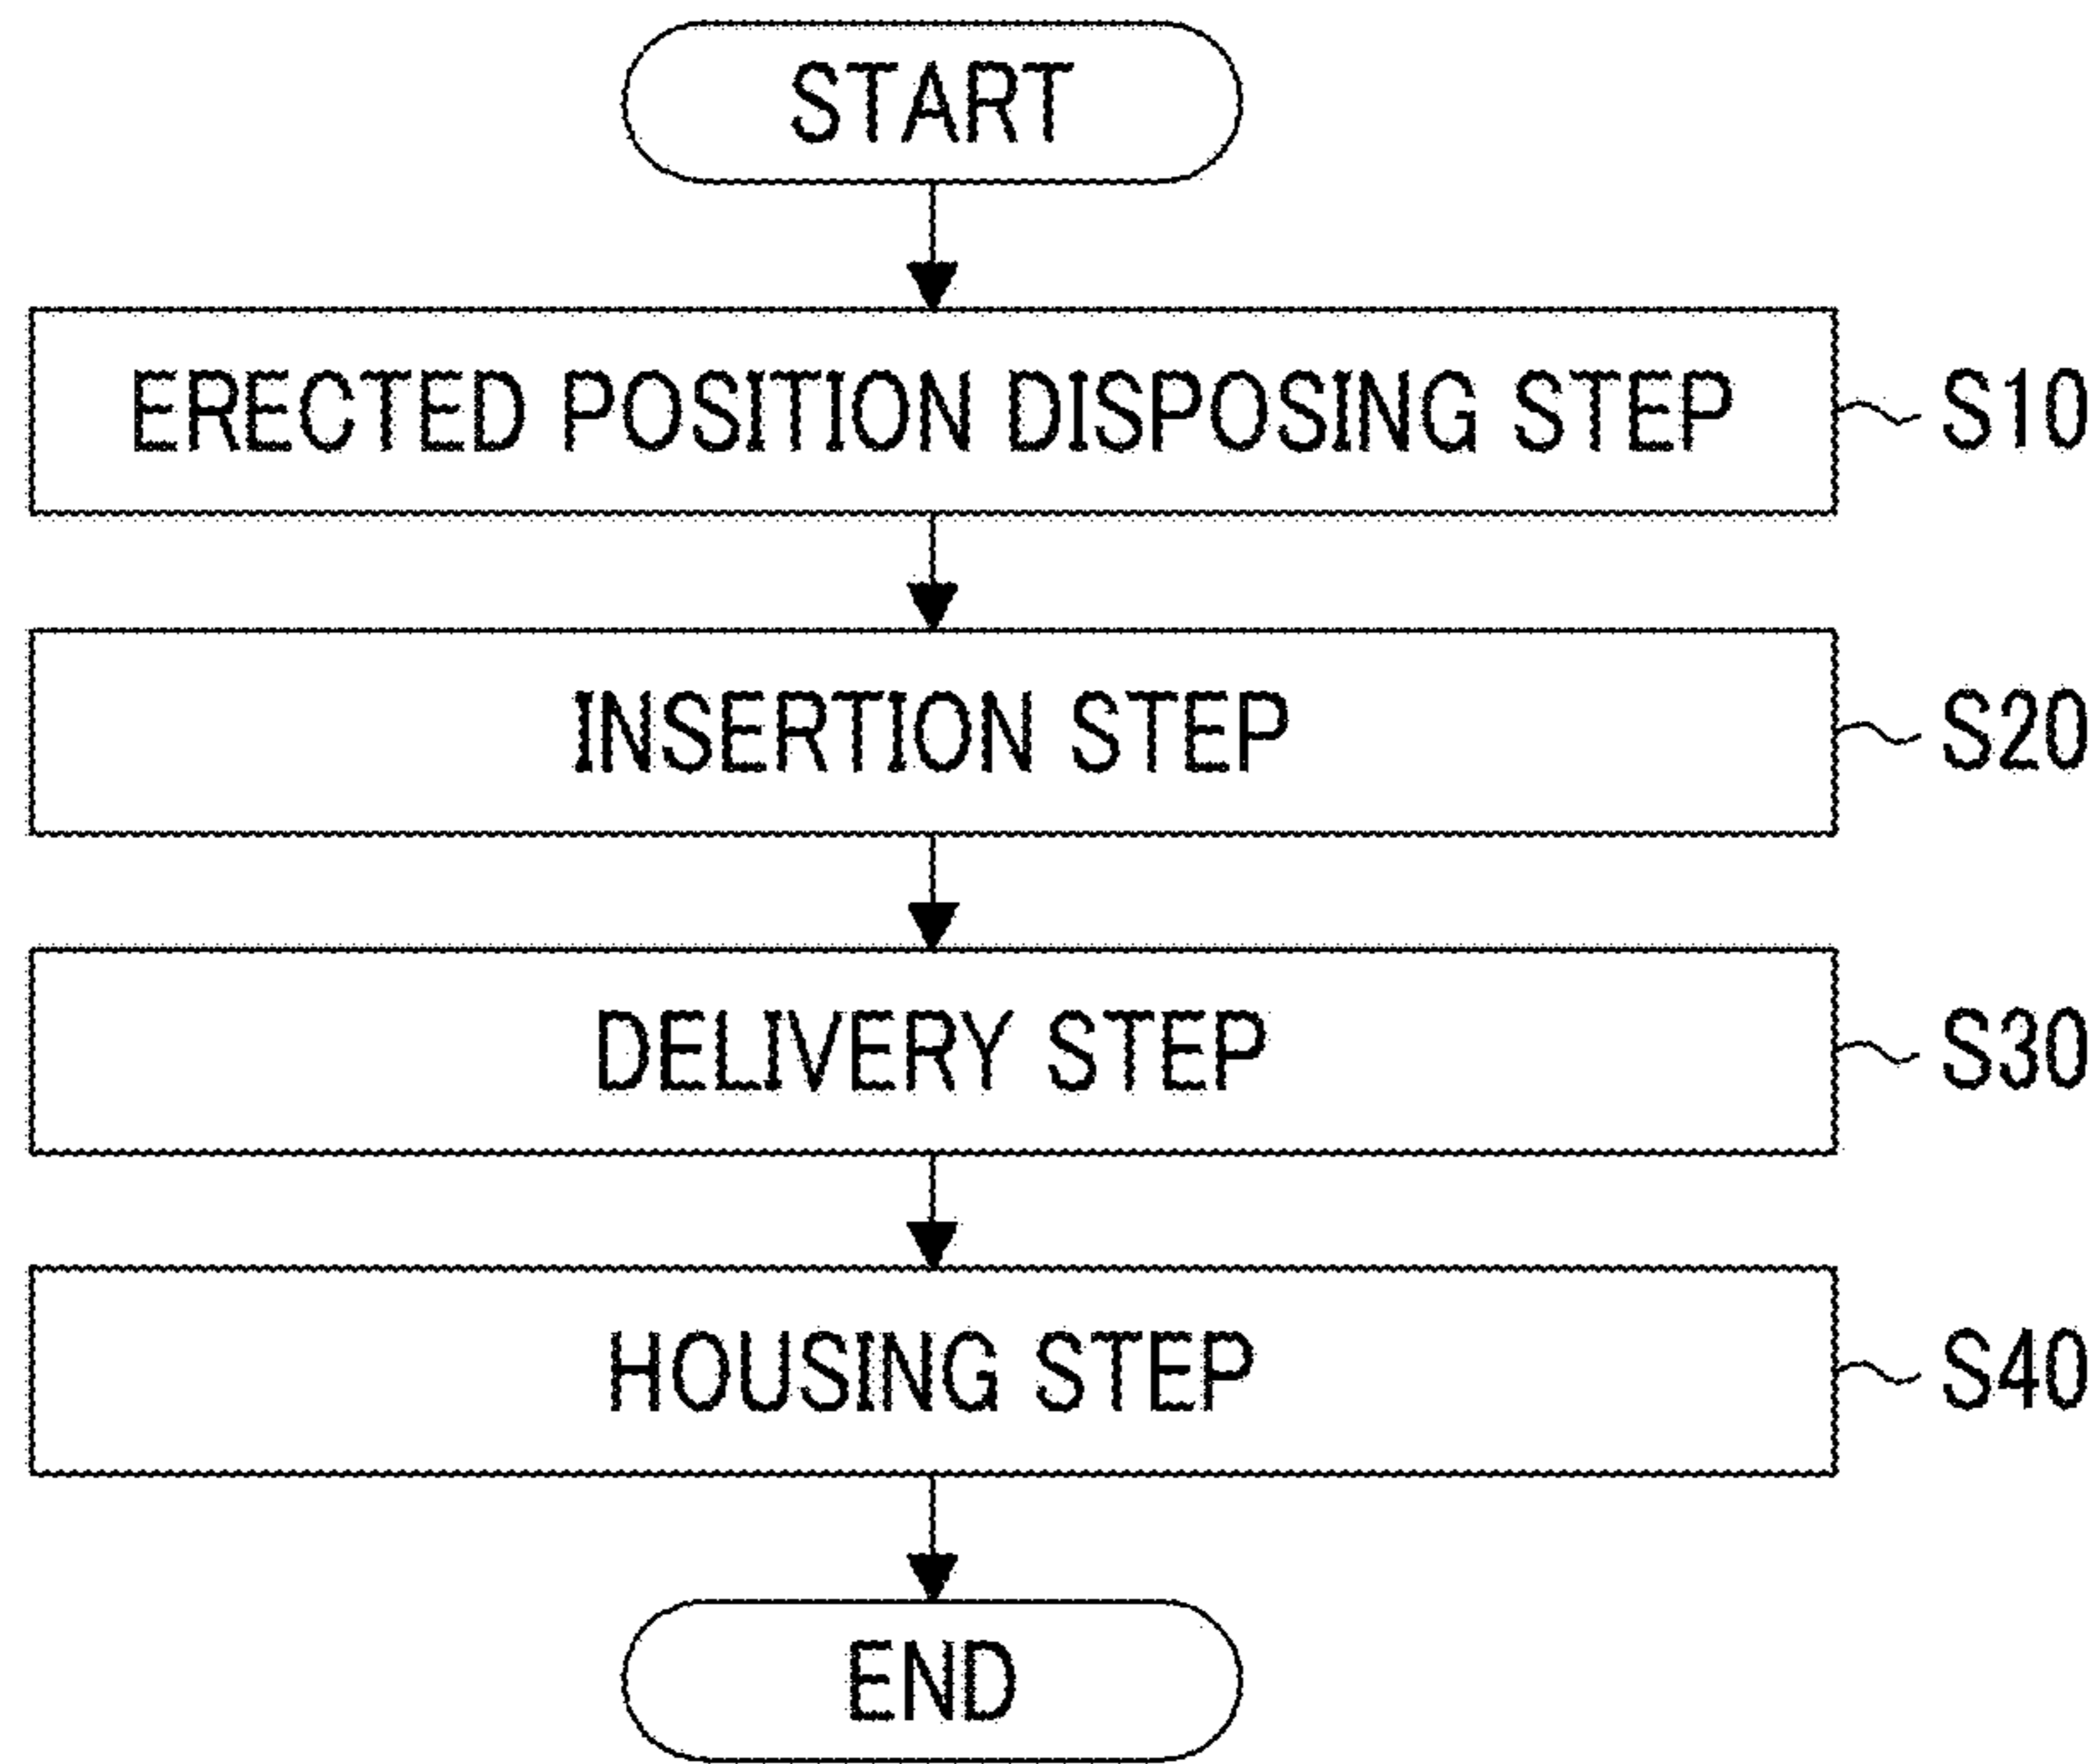 START
ERECTED POSITION DISPOSING STEP S10
INSERTION STEP S20
DELIVERY STEP S30
HOUSING STEP S40
END